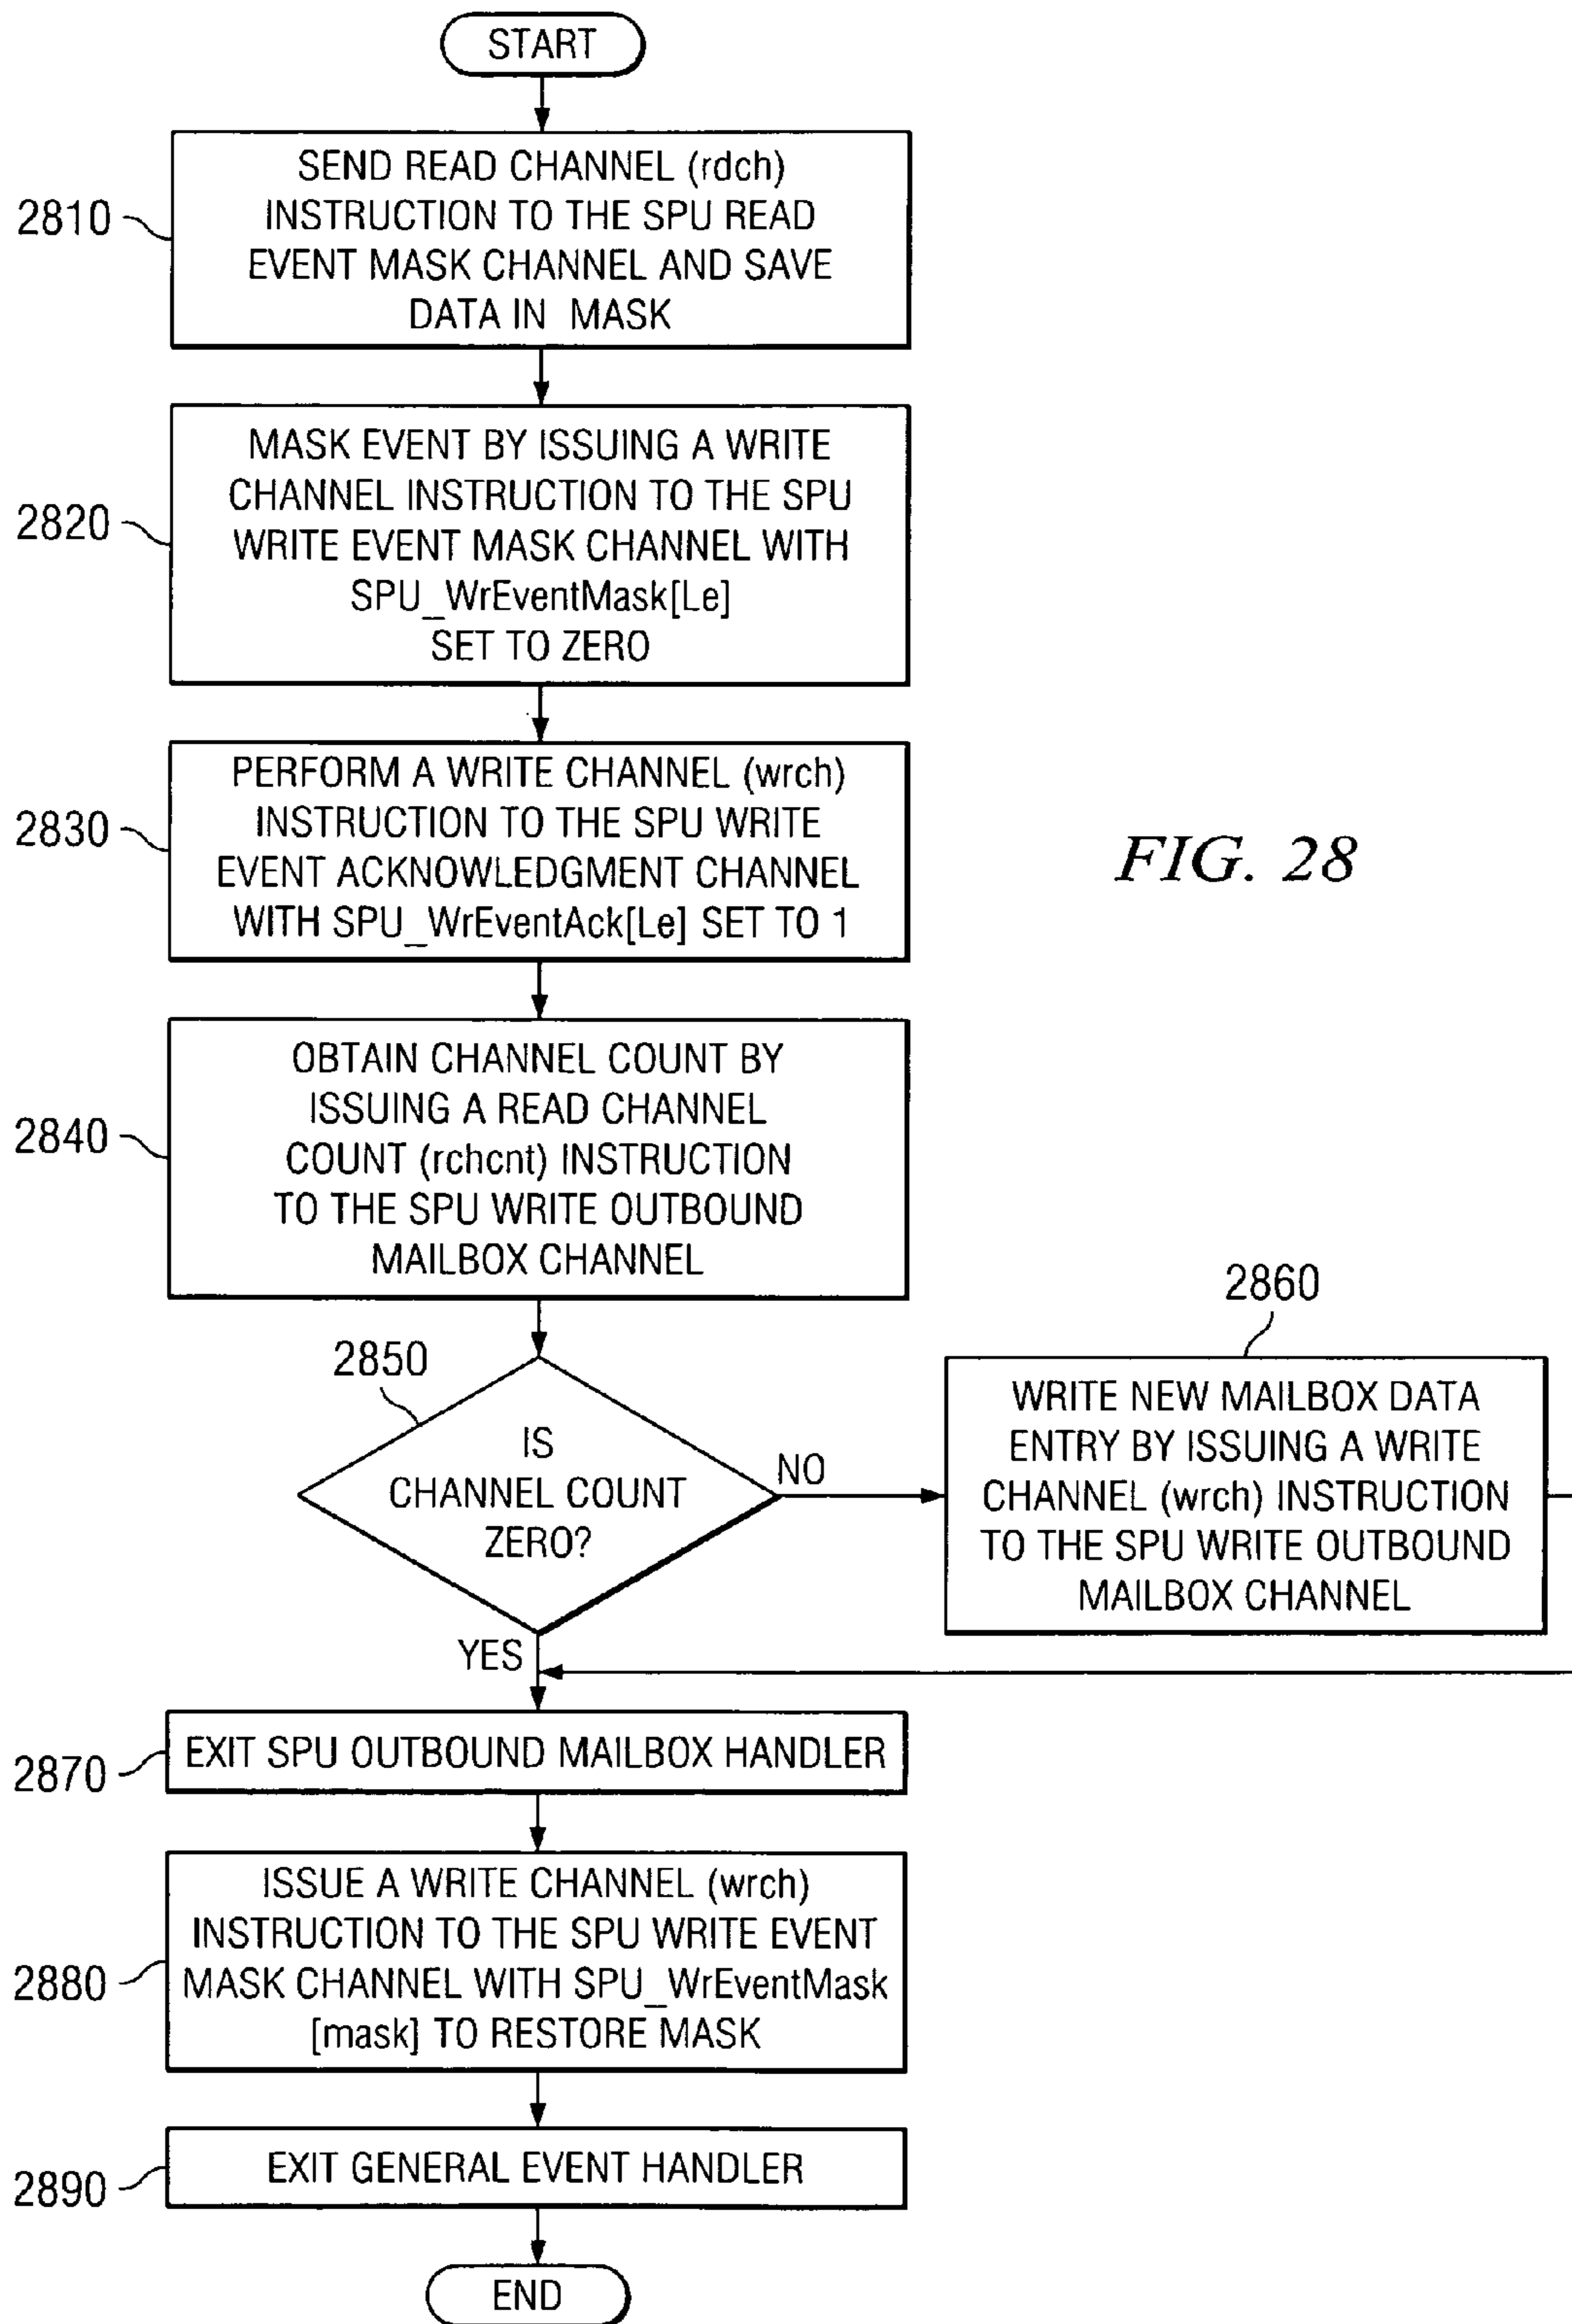 START
2810
SEND READ CHANNEL (rdch)
INSTRUCTION TO THE SPU READ
EVENT MASK CHANNEL AND SAVE
DATA IN MASK
2820
MASK EVENT BY ISSUING A WRITE
CHANNEL INSTRUCTION TO THE SPU
WRITE EVENT MASK CHANNEL WITH
SPU_WrEventMask[Le]
SET TO ZERO
2830
PERFORM A WRITE CHANNEL (wrch)
INSTRUCTION TO THE SPU WRITE
EVENT ACKNOWLEDGMENT CHANNEL
WITH SPU_WrEventAck[Le] SET TO 1
FIG. 28
2840
OBTAIN CHANNEL COUNT BY
ISSUING A READ CHANNEL
COUNT (rchcnt) INSTRUCTION
TO THE SPU WRITE OUTBOUND
MAILBOX CHANNEL
2850
IS
CHANNEL COUNT
ZERO?
NO
2860
WRITE NEW MAILBOX DATA
ENTRY BY ISSUING A WRITE
CHANNEL (wrch) INSTRUCTION
TO THE SPU WRITE OUTBOUND
MAILBOX CHANNEL
YES
2870
EXIT SPU OUTBOUND MAILBOX HANDLER
2880
ISSUE A WRITE CHANNEL (wrch)
INSTRUCTION TO THE SPU WRITE EVENT
MASK CHANNEL WITH SPU_WrEventMask
[mask] TO RESTORE MASK
2890
EXIT GENERAL EVENT HANDLER
END